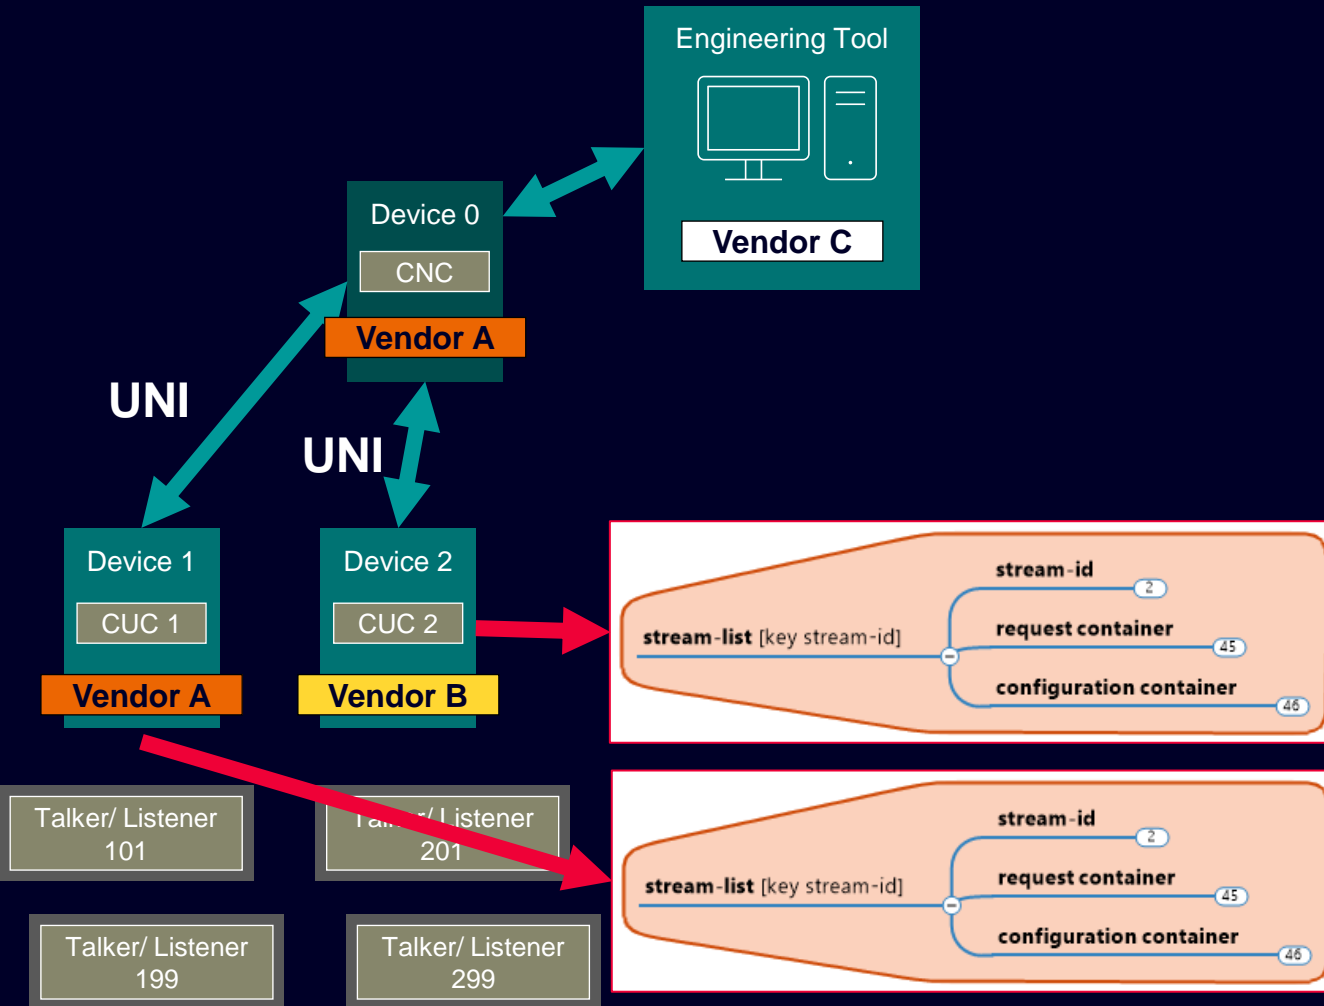 Engineering Tool
Vendor C
Device 0
CNC
Vendor A
UNI
UNI
Device 1
CUC 1
Vendor A
Device 2
CUC 2
Vendor B
stream-id
2
request container
45
stream-list [key stream-id]
configuration container
46
Talker/ Listener
101
Talker/ Listener
201
stream-id
2
request container
45
stream-list [key stream-id]
configuration container
46
Talker/ Listener
199
Talker/ Listener
299